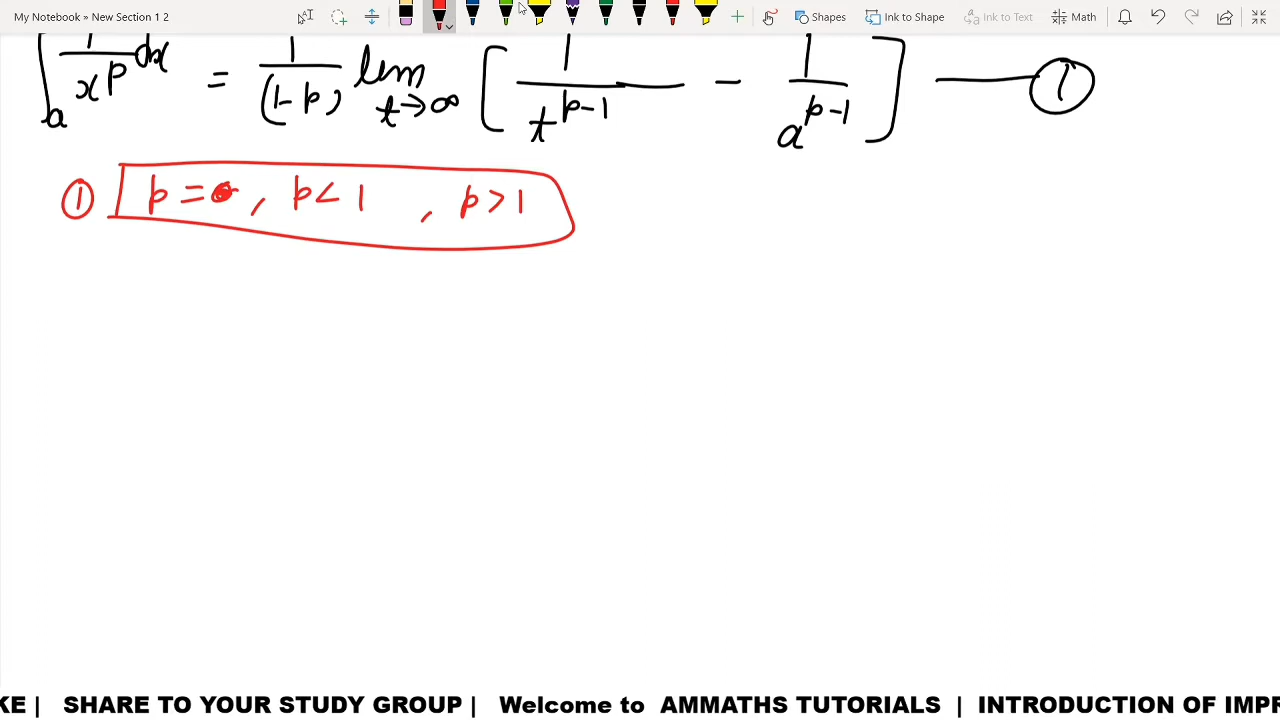 My Notebook » New Section 1 2
Shapes Ink to Shape Ink to Text Math
∫ₐ 1/x^p dx = 1/(1-p) lim t→∞ [ 1/t^(p-1) - 1/a^(p-1) ] —— ①
① p = , p < 1 , p > 1
KE | SHARE TO YOUR STUDY GROUP | Welcome to AMMATHS TUTORIALS | INTRODUCTION OF IMPR